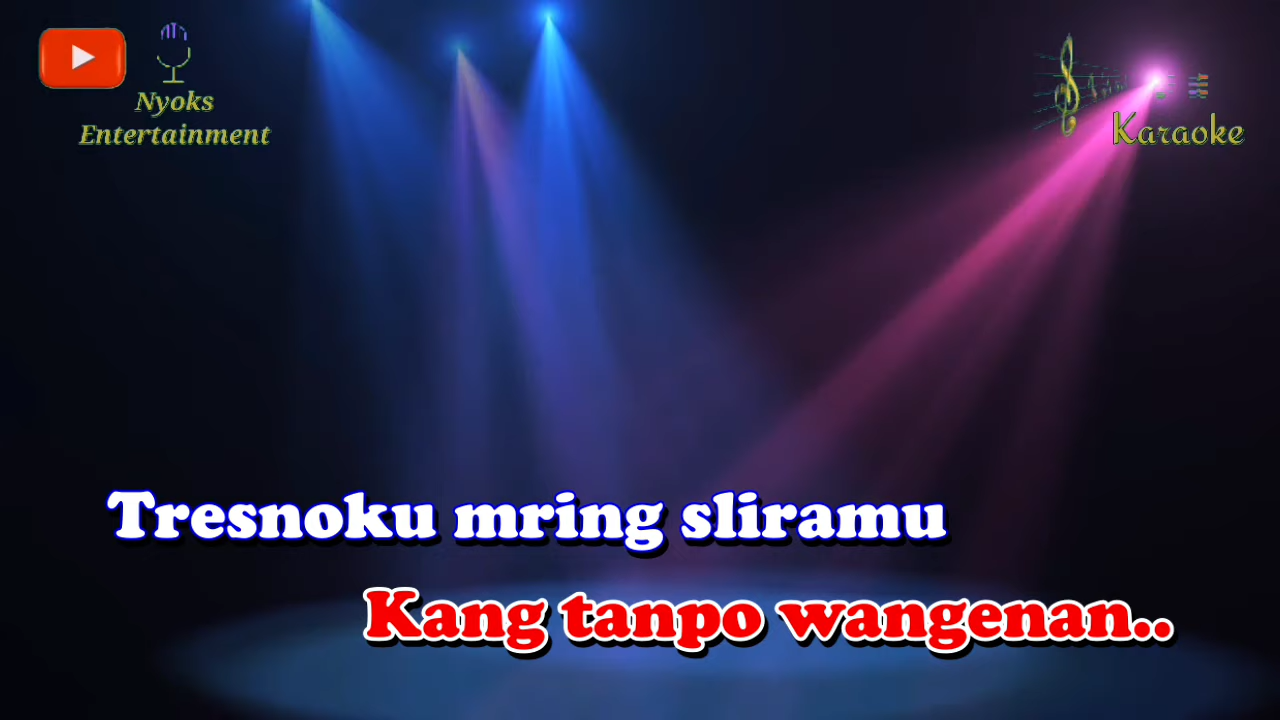 Nyoks
Entertainment
Karaoke
Tresnoku mring sliramu
Kang tanpo wangenan..